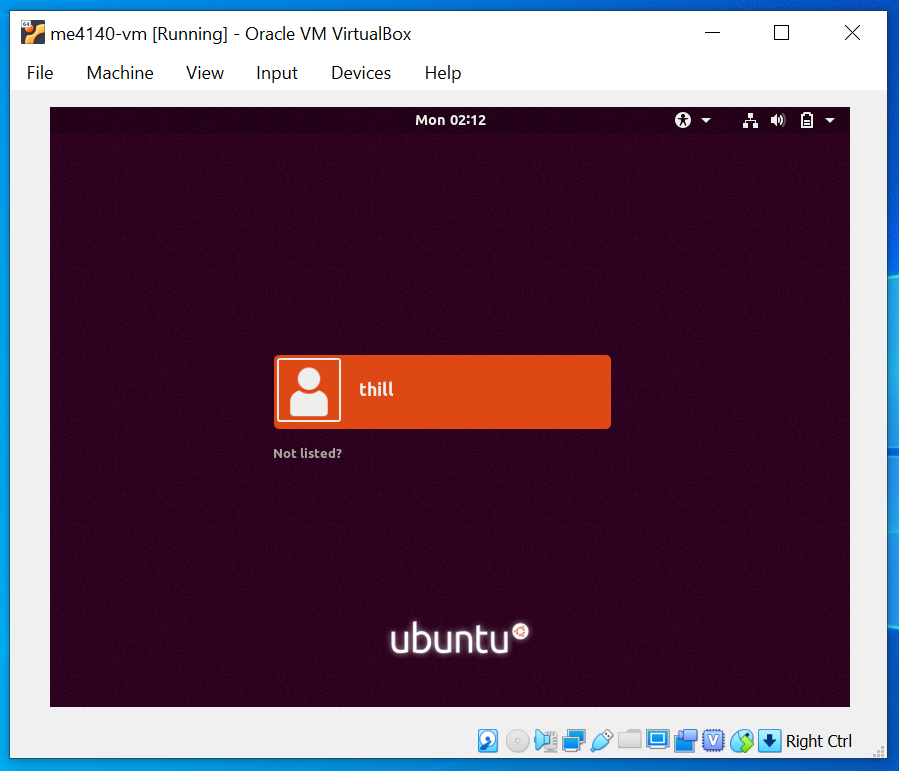 me4140-vm [Running] - Oracle VM VirtualBox
File Machine View Input Devices Help
Mon 02:12
thill
Not listed?
ubuntu
Right Ctrl